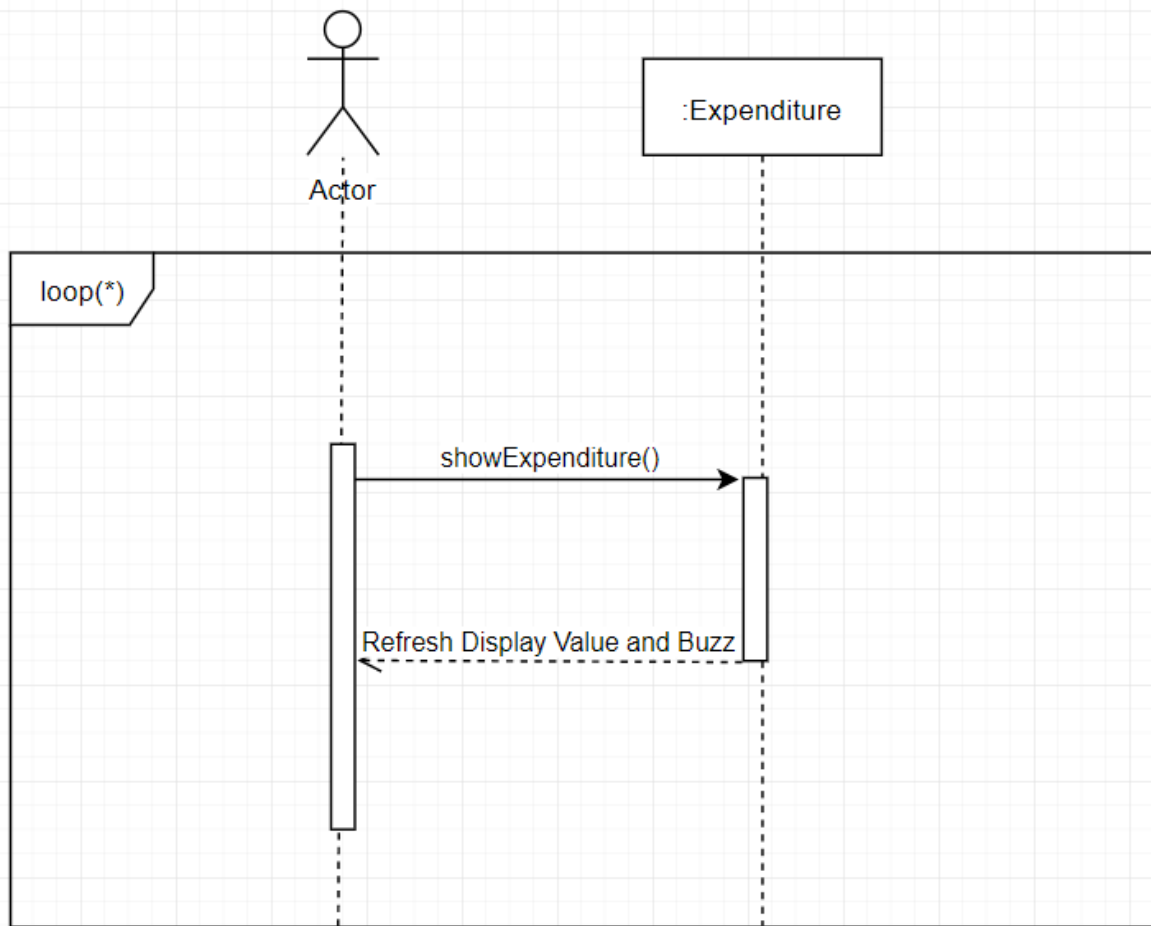 :Expenditure
Actor
loop(*)
showExpenditure()
Refresh Display Value and Buzz